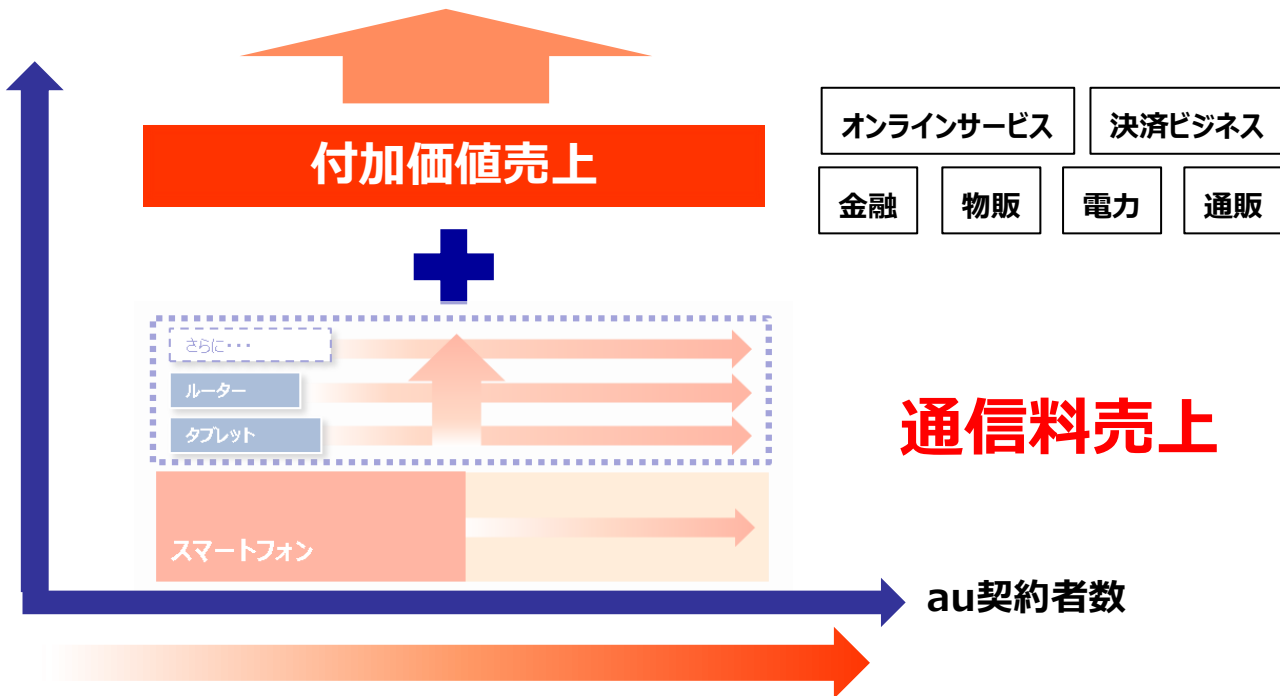 付加価値売上
オンラインサービス
決済ビジネス
金融
物販
電力
通販
さらに・・・
ルーター
タブレット
スマートフォン
通信料売上
au契約者数